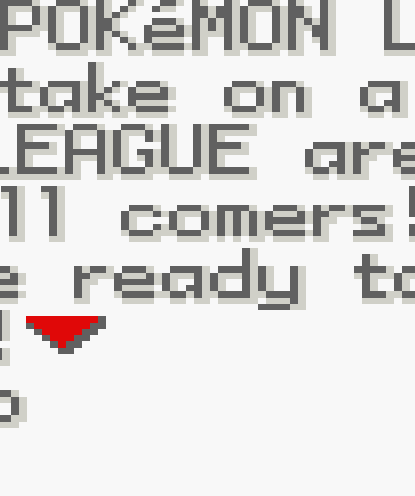 POKéMON L
take on a
LEAGUE are
ll comers!
e ready to
!
o